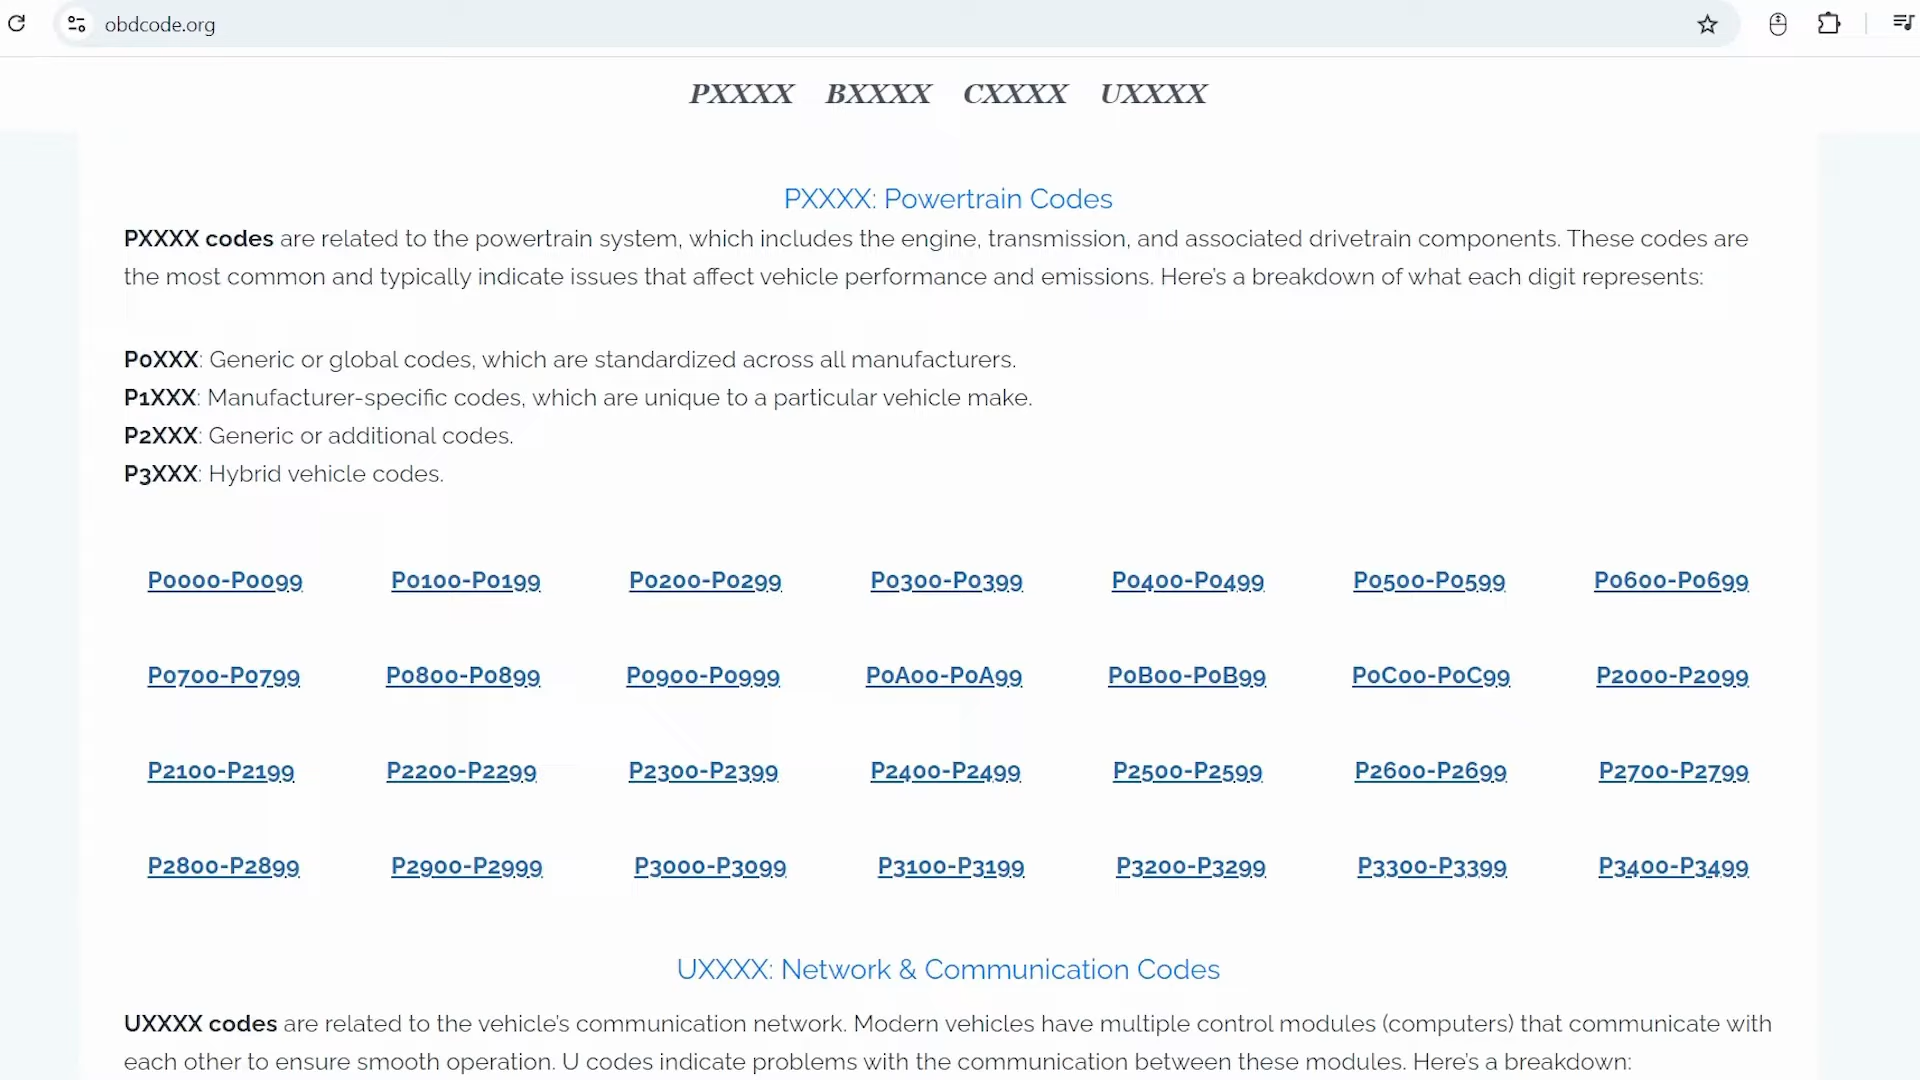 obdcode.org
PXXXX BXXXX CXXXX UXXXX
PXXXX: Powertrain Codes
PXXXX codes are related to the powertrain system, which includes the engine, transmission, and associated drivetrain components. These codes are
the most common and typically indicate issues that affect vehicle performance and emissions. Here's a breakdown of what each digit represents:
P0XXX: Generic or global codes, which are standardized across all manufacturers.
P1XXX: Manufacturer-specific codes, which are unique to a particular vehicle make.
P2XXX: Generic or additional codes.
P3XXX: Hybrid vehicle codes.
P0000-P0099 P0100-P0199 P0200-P0299 P0300-P0399 P0400-P0499 P0500-P0599 P0600-P0699
P0700-P0799 P0800-P0899 P0900-P0999 P0A00-P0A99 P0B00-P0B99 P0C00-P0C99 P2000-P2099
P2100-P2199 P2200-P2299 P2300-P2399 P2400-P2499 P2500-P2599 P2600-P2699 P2700-P2799
P2800-P2899 P2900-P2999 P3000-P3099 P3100-P3199 P3200-P3299 P3300-P3399 P3400-P3499
UXXXX: Network & Communication Codes
UXXXX codes are related to the vehicle's communication network. Modern vehicles have multiple control modules (computers) that communicate with
each other to ensure smooth operation. U codes indicate problems with the communication between these modules. Here's a breakdown: